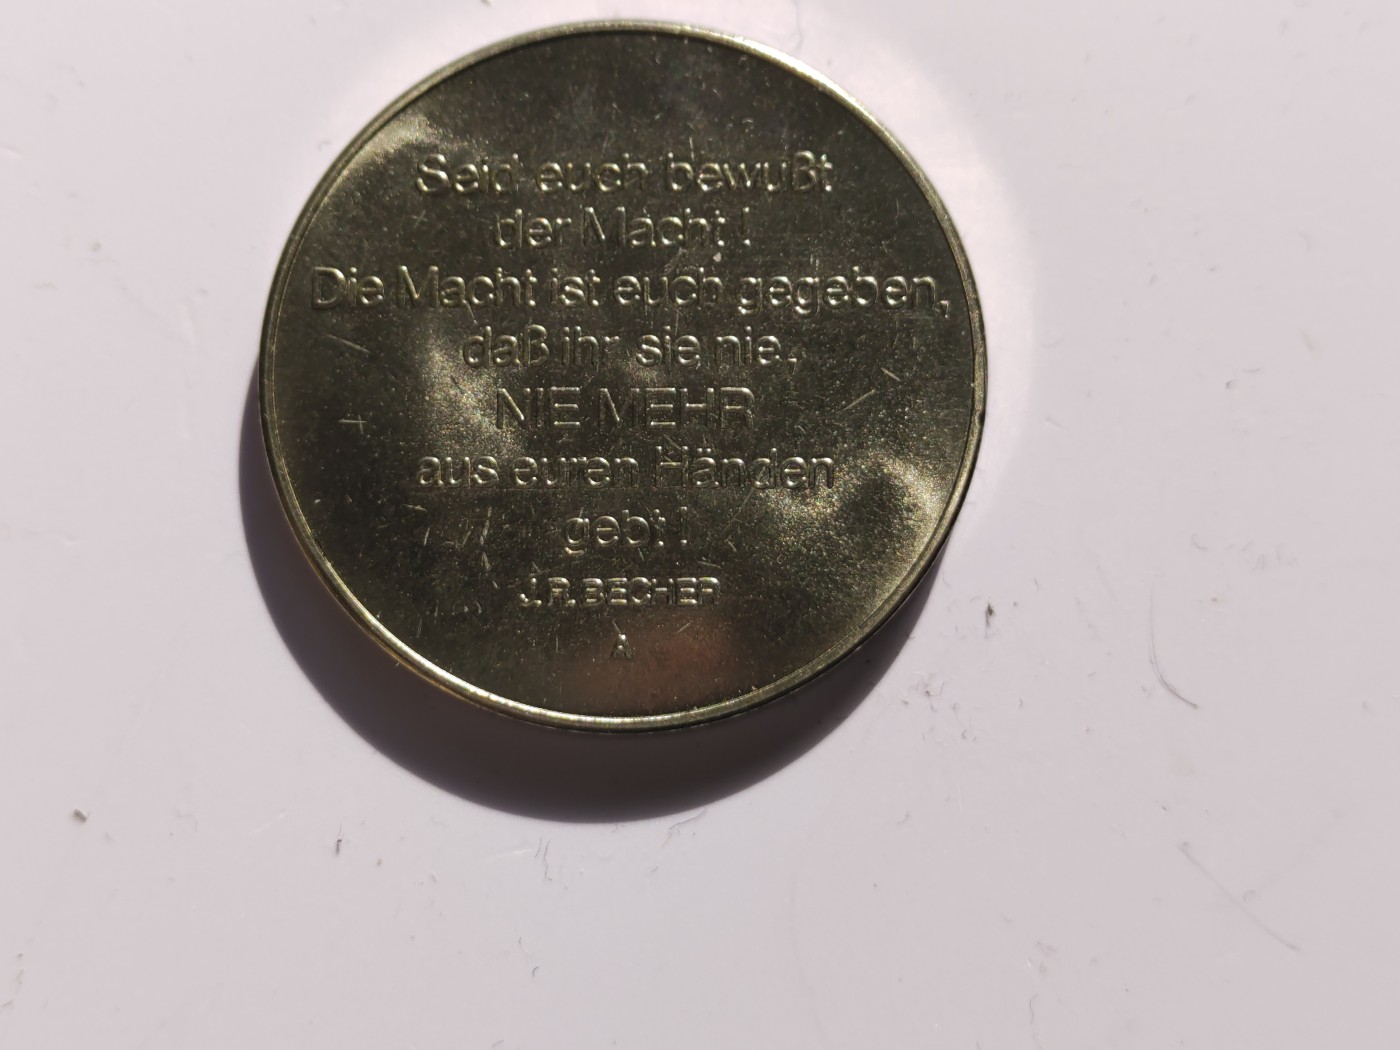 Seid euch bewußt
der Macht !
Die Macht ist euch gegeben,
daß ihr sie nie,
NIE MEHR
aus euren Händen
gebt !
J.R.BECHER
A